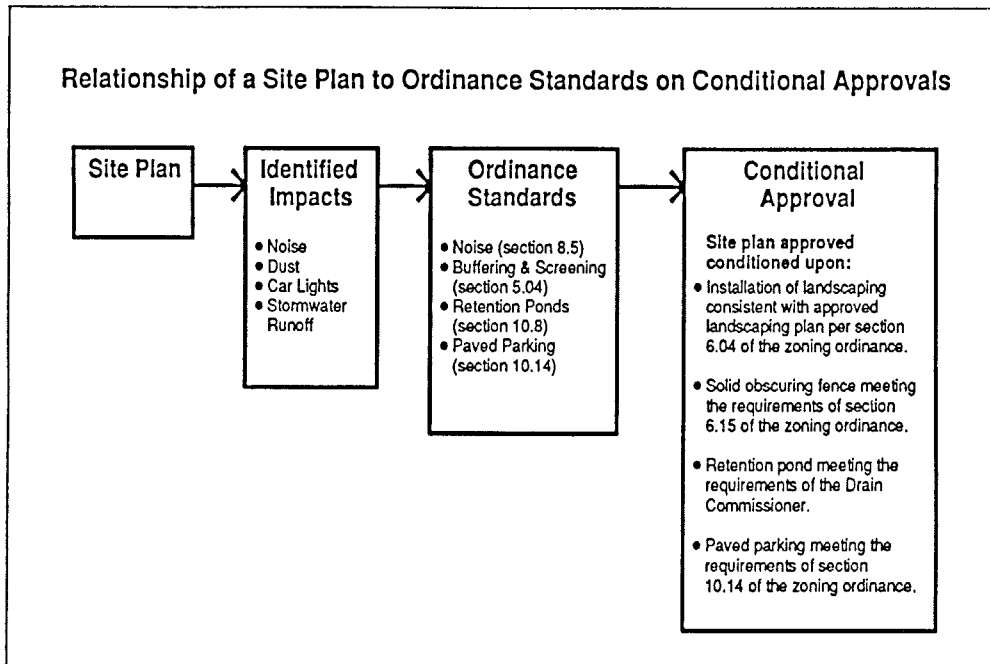 Relationship of a Site Plan to Ordinance Standards on Conditional Approvals
Site Plan
Identified
Impacts
● Noise
● Dust
● Car Lights
● Stormwater
Runoff
Ordinance
Standards
● Noise (section 8.5)
● Buffering & Screening
(section 5.04)
● Retention Ponds
(section 10.8)
● Paved Parking
(section 10.14)
Conditional
Approval
Site plan approved
conditioned upon:
● Installation of landscaping
consistent with approved
landscaping plan per section
6.04 of the zoning ordinance.
● Solid obscuring fence meeting
the requirements of section
6.15 of the zoning ordinance.
● Retention pond meeting the
requirements of the Drain
Commissioner.
● Paved parking meeting the
requirements of section
10.14 of the zoning ordinance.